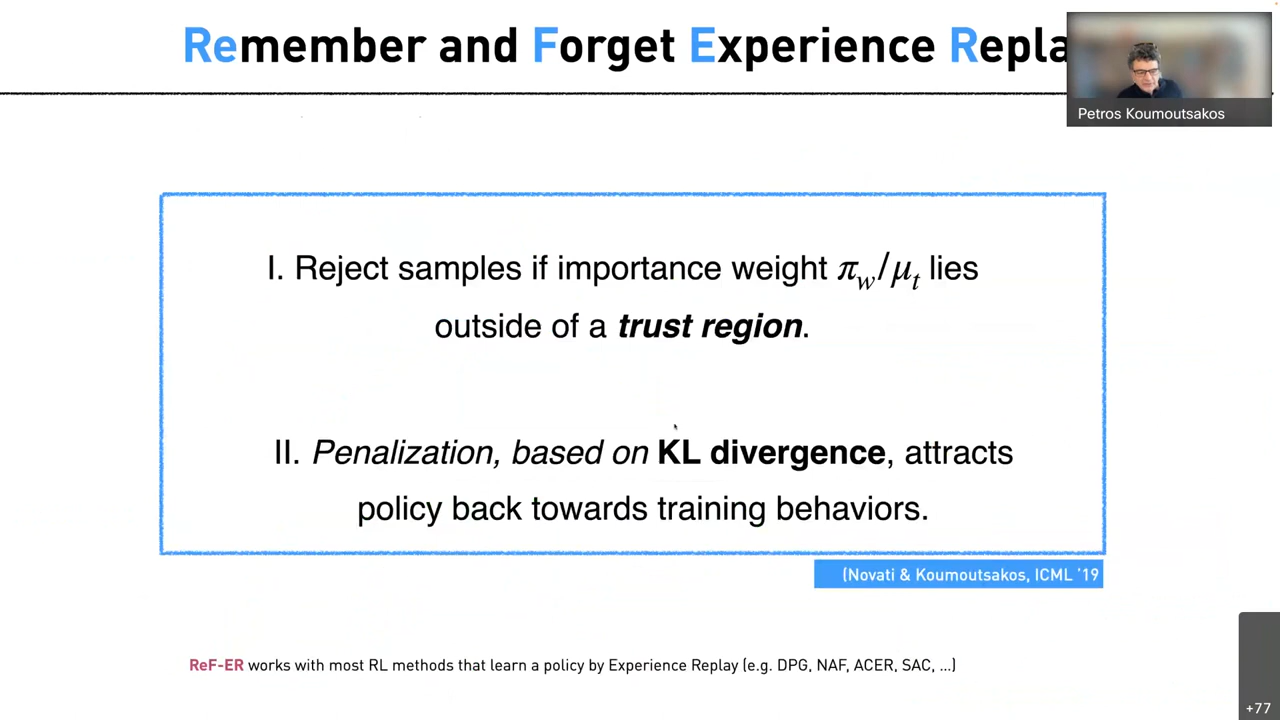 Remember and Forget Experience Repla
Petros Koumoutsakos
I. Reject samples if importance weight π_w/μ_t lies
outside of a trust region.
II. Penalization, based on KL divergence, attracts
policy back towards training behaviors.
(Novati & Koumoutsakos, ICML '19
ReF-ER works with most RL methods that learn a policy by Experience Replay (e.g. DPG, NAF, ACER, SAC, ...)
+77